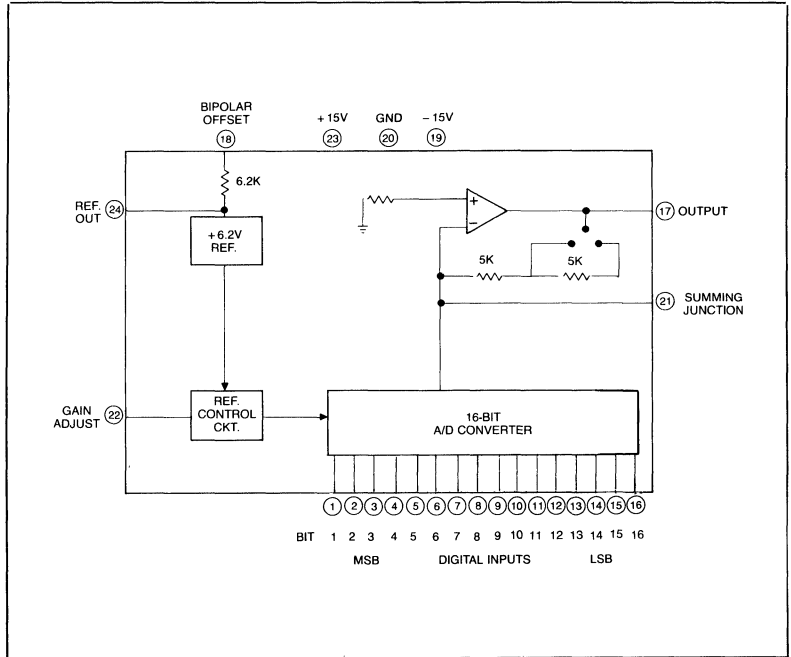 BIPOLAR
OFFSET
18
+ 15V
23
GND
20
- 15V
19
6.2K
REF.
OUT
24
+6.2V
REF.
+
−
17
OUTPUT
5K
5K
21
SUMMING
JUNCTION
GAIN
ADJUST
22
REF.
CONTROL
CKT.
16-BIT
A/D CONVERTER
1 2 3 4 5 6 7 8 9 10 11 12 13 14 15 16
BIT 1 2 3 4 5 6 7 8 9 10 11 12 13 14 15 16
MSB DIGITAL INPUTS LSB